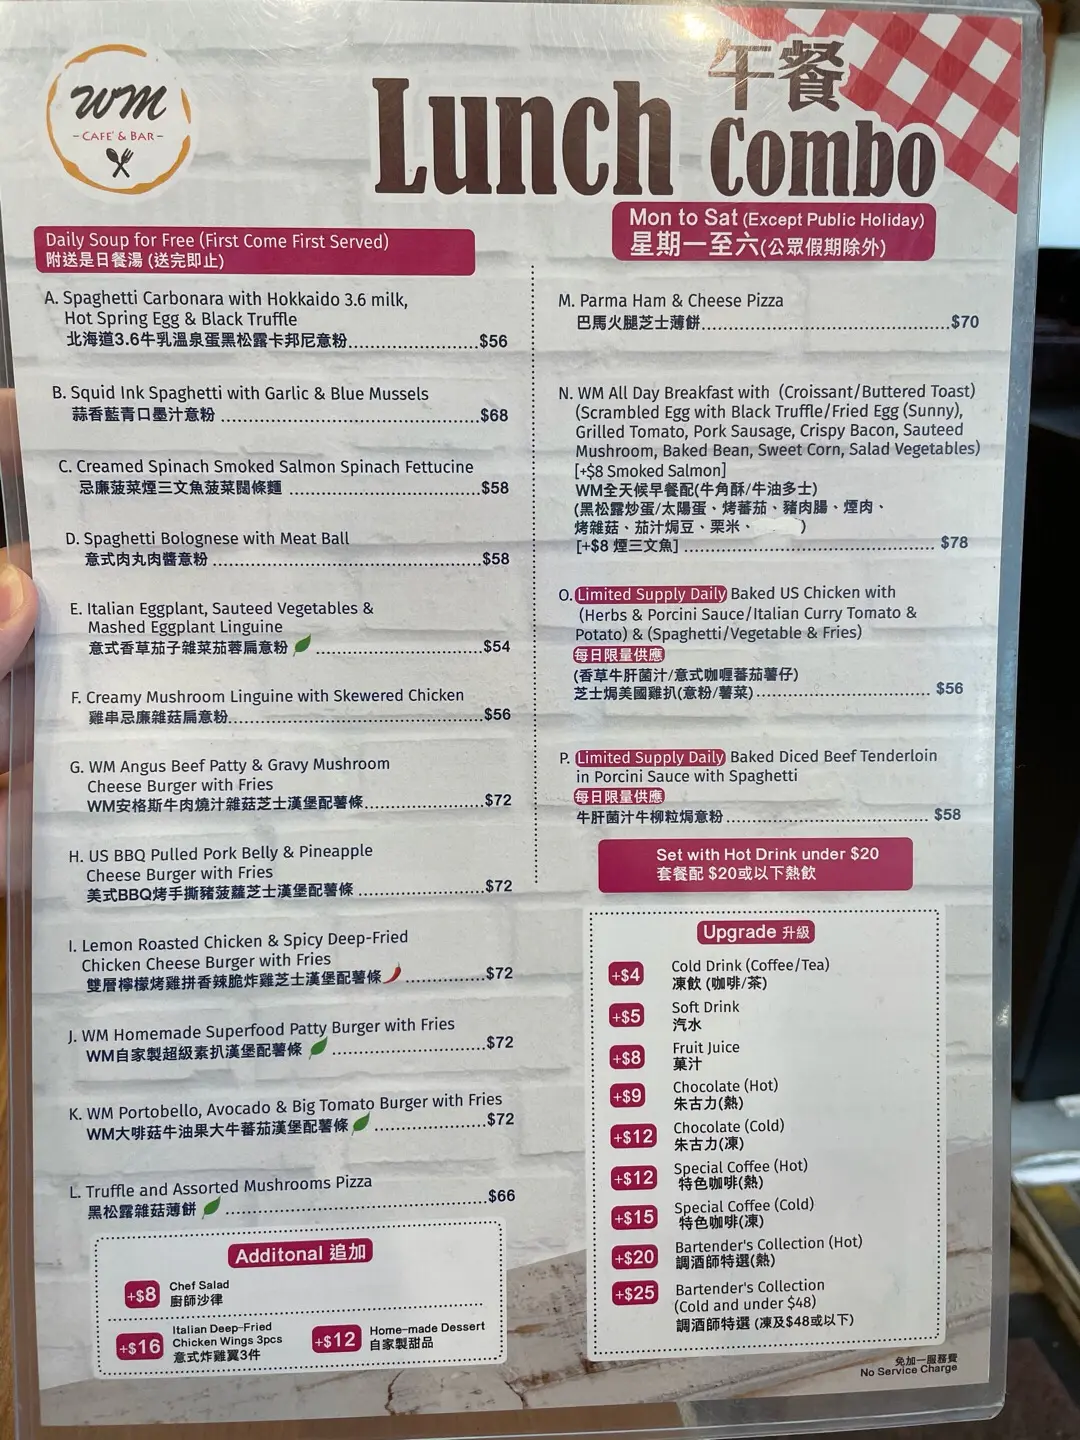 WM
CAFE' & BAR
午餐
Lunch Combo
Mon to Sat (Except Public Holiday)
星期一至六(公眾假期除外)
Daily Soup for Free (First Come First Served)
附送是日餐湯 (送完即止)
A. Spaghetti Carbonara with Hokkaido 3.6 milk,
Hot Spring Egg & Black Truffle
北海道3.6牛乳溫泉蛋黑松露卡邦尼意粉 $56
B. Squid Ink Spaghetti with Garlic & Blue Mussels
蒜香藍青口墨汁意粉 $68
C. Creamed Spinach Smoked Salmon Spinach Fettucine
忌廉菠菜煙三文魚菠菜闊條麵 $58
D. Spaghetti Bolognese with Meat Ball
意式肉丸肉醬意粉 $58
E. Italian Eggplant, Sauteed Vegetables &
Mashed Eggplant Linguine
意式香草茄子雜菜茄蓉扁意粉 $54
F. Creamy Mushroom Linguine with Skewered Chicken
雞串忌廉雜菇扁意粉 $56
G. WM Angus Beef Patty & Gravy Mushroom
Cheese Burger with Fries
WM安格斯牛肉燒汁雜菇芝士漢堡配薯條 $72
H. US BBQ Pulled Pork Belly & Pineapple
Cheese Burger with Fries
美式BBQ烤手撕豬菠蘿芝士漢堡配薯條 $72
I. Lemon Roasted Chicken & Spicy Deep-Fried
Chicken Cheese Burger with Fries
雙層檸檬烤雞拼香辣脆炸雞芝士漢堡配薯條 $72
J. WM Homemade Superfood Patty Burger with Fries
WM自家製超級素扒漢堡配薯條 $72
K. WM Portobello, Avocado & Big Tomato Burger with Fries
WM大啡菇牛油果大牛蕃茄漢堡配薯條 $72
L. Truffle and Assorted Mushrooms Pizza
黑松露雜菇薄餅 $66
Additonal 追加
+$8 Chef Salad
廚師沙律
+$16 Italian Deep-Fried
Chicken Wings 3pcs
意式炸雞翼3件
+$12 Home-made Dessert
自家製甜品
M. Parma Ham & Cheese Pizza
巴馬火腿芝士薄餅 $70
N. WM All Day Breakfast with (Croissant/Buttered Toast)
(Scrambled Egg with Black Truffle/Fried Egg (Sunny),
Grilled Tomato, Pork Sausage, Crispy Bacon, Sauteed
Mushroom, Baked Bean, Sweet Corn, Salad Vegetables)
[+$8 Smoked Salmon]
WM全天候早餐配(牛角酥/牛油多士)
(黑松露炒蛋/太陽蛋、烤蕃茄、豬肉腸、煙肉、
烤雜菇、茄汁焗豆、粟米、 )
[+$8 煙三文魚] $78
O. Limited Supply Daily Baked US Chicken with
(Herbs & Porcini Sauce/Italian Curry Tomato &
Potato) & (Spaghetti/Vegetable & Fries)
每日限量供應
(香草牛肝菌汁/意式咖喱蕃茄薯仔)
芝士焗美國雞扒(意粉/薯菜) $56
P. Limited Supply Daily Baked Diced Beef Tenderloin
in Porcini Sauce with Spaghetti
每日限量供應
牛肝菌汁牛柳粒焗意粉 $58
Set with Hot Drink under $20
套餐配 $20或以下熱飲
Upgrade 升級
+$4 Cold Drink (Coffee/Tea)
凍飲 (咖啡/茶)
+$5 Soft Drink
汽水
+$8 Fruit Juice
菓汁
+$9 Chocolate (Hot)
朱古力(熱)
+$12 Chocolate (Cold)
朱古力(凍)
+$12 Special Coffee (Hot)
特色咖啡(熱)
+$15 Special Coffee (Cold)
特色咖啡(凍)
+$20 Bartender's Collection (Hot)
調酒師特選(熱)
+$25 Bartender's Collection
(Cold and under $48)
調酒師特選 (凍及$48或以下)
免加一服務費
No Service Charge